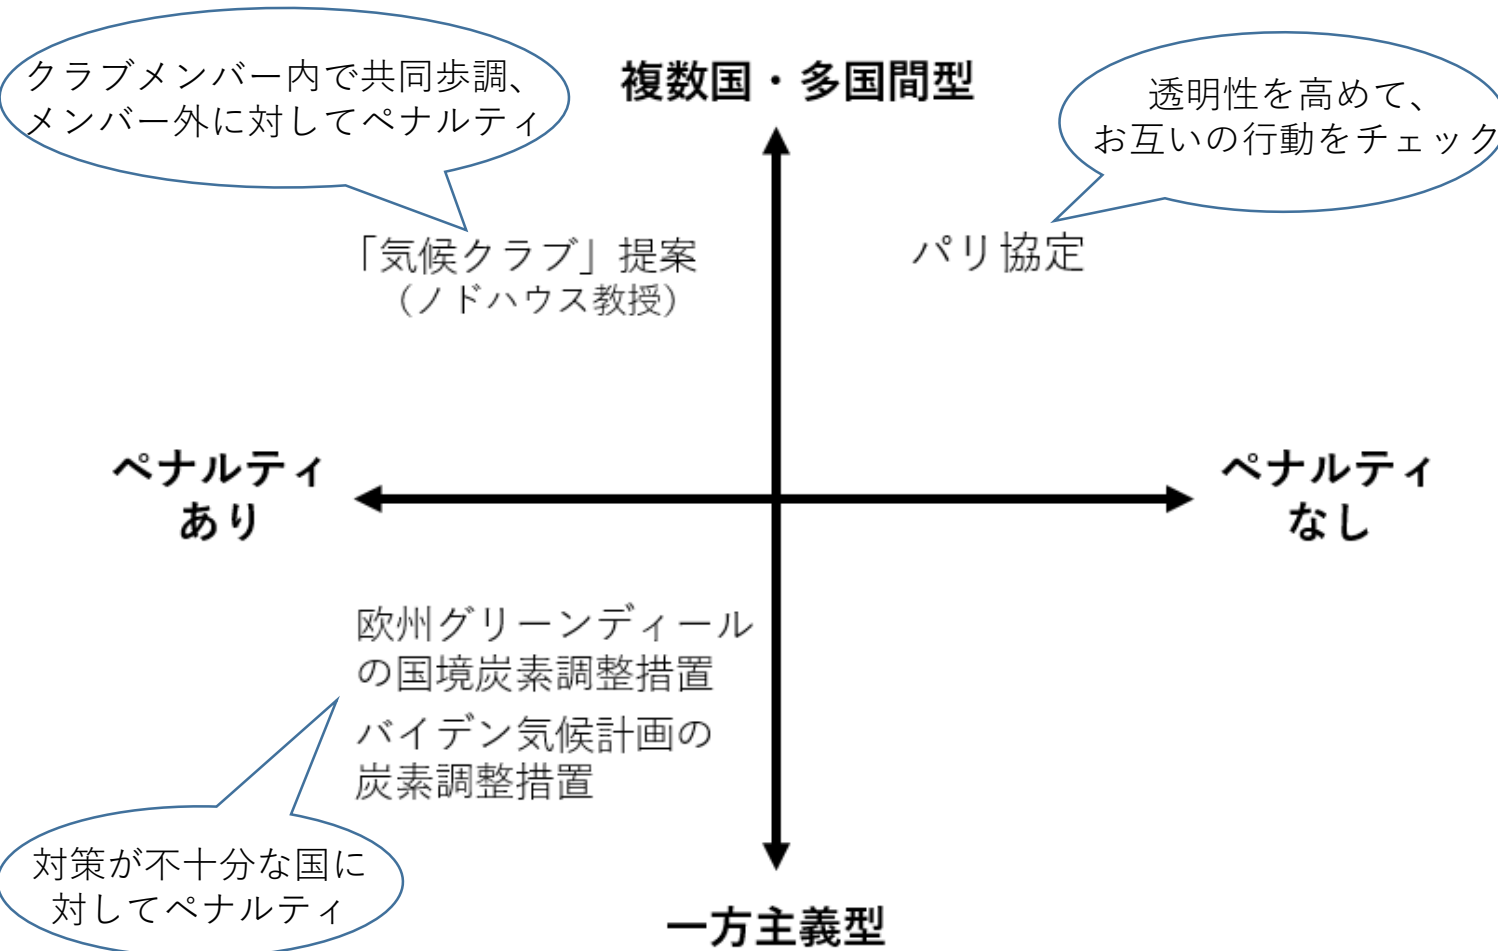 クラブメンバー内で共同歩調、
メンバー外に対してペナルティ
複数国・多国間型
透明性を高めて、
お互いの行動をチェック
「気候クラブ」提案
（ノドハウス教授）
パリ協定
ペナルティ
あり
ペナルティ
なし
欧州グリーンディール
の国境炭素調整措置
バイデン気候計画の
炭素調整措置
対策が不十分な国に
対してペナルティ
一方主義型